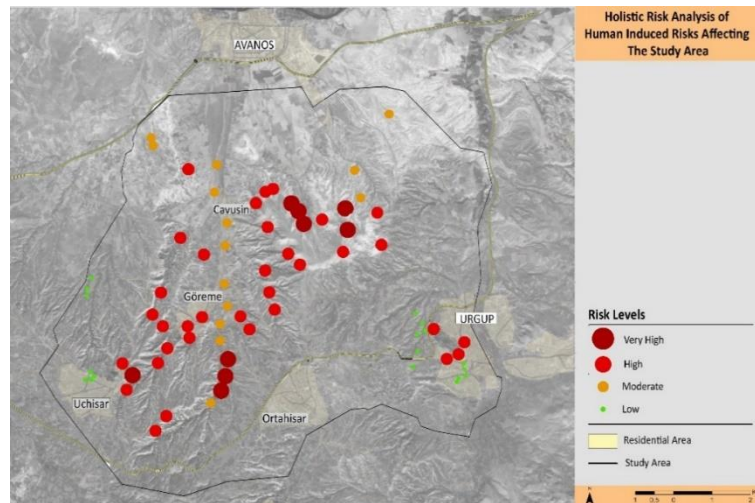 Holistic Risk Analysis of
Human Induced Risks Affecting
The Study Area
AVANOS
Cavusin
Göreme
URGUP
Uchisar
Ortahisar
Risk Levels
Very High
High
Moderate
Low
Residential Area
Study Area